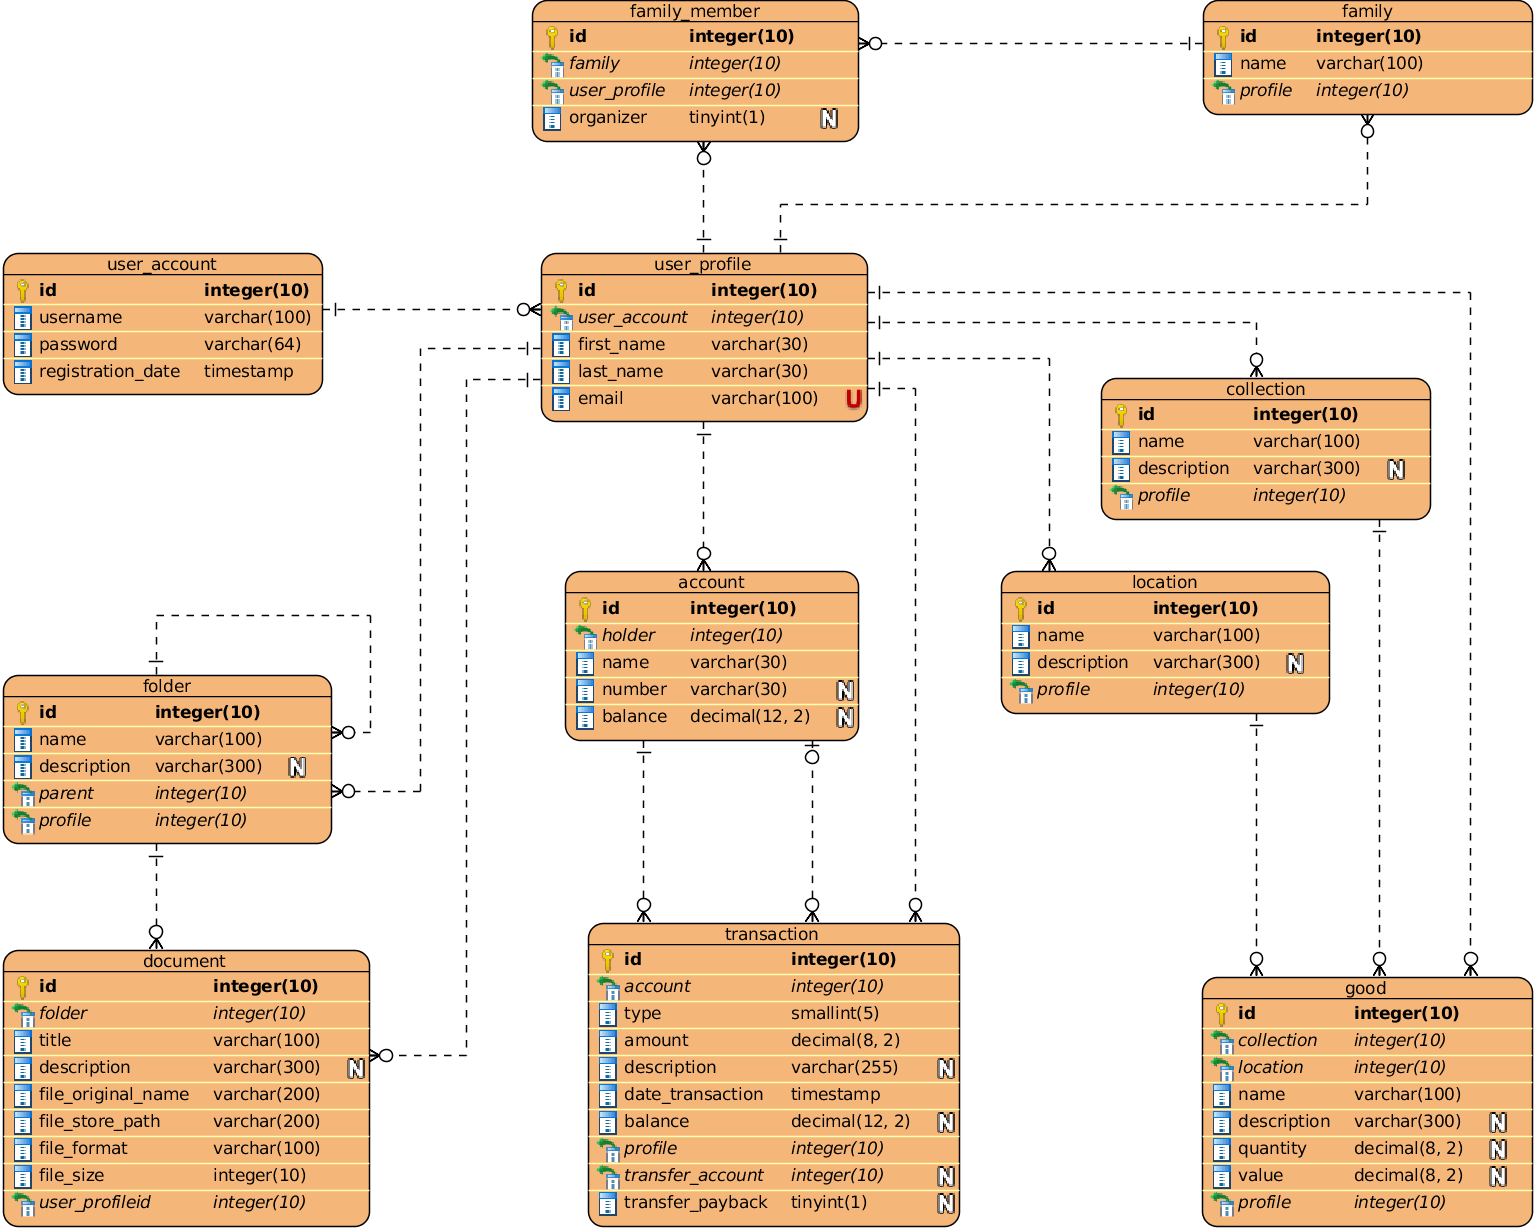 family_member
id integer(10)
family integer(10)
user_profile integer(10)
organizer tinyint(1) N
family
id integer(10)
name varchar(100)
profile integer(10)
user_account
id integer(10)
username varchar(100)
password varchar(64)
registration_date timestamp
user_profile
id integer(10)
user_account integer(10)
first_name varchar(30)
last_name varchar(30)
email varchar(100) U
collection
id integer(10)
name varchar(100)
description varchar(300) N
profile integer(10)
account
id integer(10)
holder integer(10)
name varchar(30)
number varchar(30) N
balance decimal(12, 2) N
location
id integer(10)
name varchar(100)
description varchar(300) N
profile integer(10)
folder
id integer(10)
name varchar(100)
description varchar(300) N
parent integer(10)
profile integer(10)
document
id integer(10)
folder integer(10)
title varchar(100)
description varchar(300) N
file_original_name varchar(200)
file_store_path varchar(200)
file_format varchar(100)
file_size integer(10)
user_profileid integer(10)
transaction
id integer(10)
account integer(10)
type smallint(5)
amount decimal(8, 2)
description varchar(255) N
date_transaction timestamp
balance decimal(12, 2) N
profile integer(10)
transfer_account integer(10) N
transfer_payback tinyint(1) N
good
id integer(10)
collection integer(10)
location integer(10)
name varchar(100)
description varchar(300) N
quantity decimal(8, 2) N
value decimal(8, 2) N
profile integer(10)